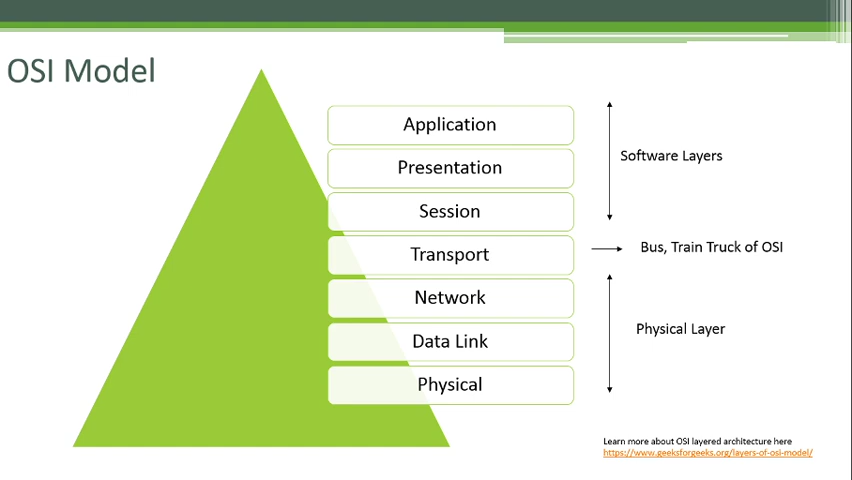 OSI Model
Application
Presentation
Session
Transport
Network
Data Link
Physical
Software Layers
Bus, Train Truck of OSI
Physical Layer
Learn more about OSI layered architecture here
https://www.geeksforgeeks.org/layers-of-osi-model/